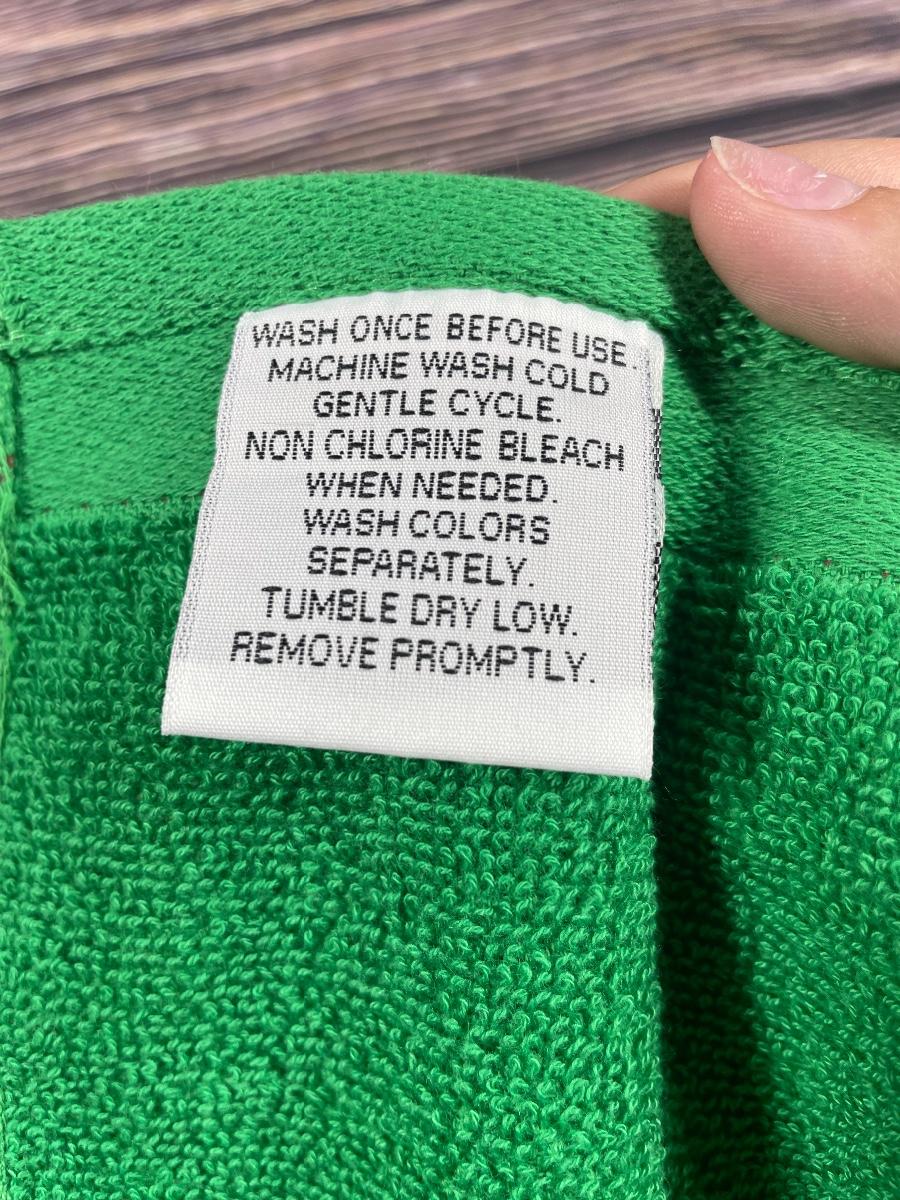 WASH ONCE BEFORE USE.
MACHINE WASH COLD
GENTLE CYCLE.
NON CHLORINE BLEACH
WHEN NEEDED.
WASH COLORS
SEPARATELY.
TUMBLE DRY LOW.
REMOVE PROMPTLY.